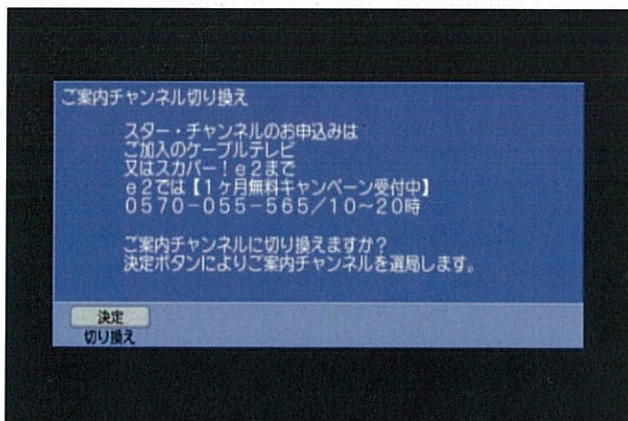 ご案内チャンネル切り換え
スター・チャンネルのお申込みは
ご加入のケーブルテレビ
又はスカパー!e2まで
e2では【1ヶ月無料キャンペーン受付中】
0570-055-565/10~20時
ご案内チャンネルに切り換えますか?
決定ボタンによりご案内チャンネルを選局します。
決定
切り換え